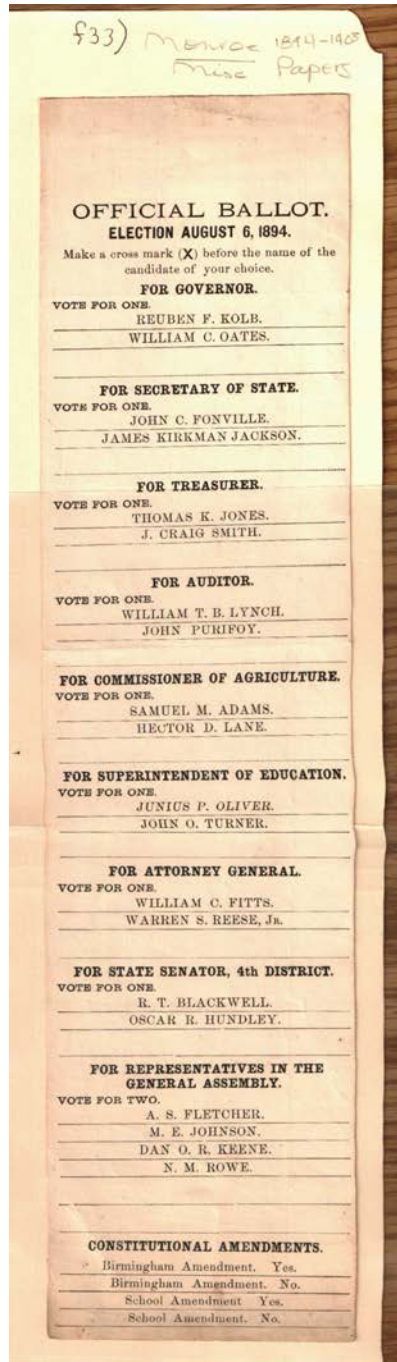 f33) Monroe 1894-1903
Misc Papers
OFFICIAL BALLOT.
ELECTION AUGUST 6, 1894.
Make a cross mark (X) before the name of the
candidate of your choice.
FOR GOVERNOR.
VOTE FOR ONE.
REUBEN F. KOLB.
WILLIAM C. OATES.
FOR SECRETARY OF STATE.
VOTE FOR ONE.
JOHN C. FONVILLE.
JAMES KIRKMAN JACKSON.
FOR TREASURER.
VOTE FOR ONE.
THOMAS K. JONES.
J. CRAIG SMITH.
FOR AUDITOR.
VOTE FOR ONE.
WILLIAM T. B. LYNCH.
JOHN PURIFOY.
FOR COMMISSIONER OF AGRICULTURE.
VOTE FOR ONE.
SAMUEL M. ADAMS.
HECTOR D. LANE.
FOR SUPERINTENDENT OF EDUCATION.
VOTE FOR ONE.
JUNIUS P. OLIVER.
JOHN O. TURNER.
FOR ATTORNEY GENERAL.
VOTE FOR ONE.
WILLIAM C. FITTS.
WARREN S. REESE, JR.
FOR STATE SENATOR, 4th DISTRICT.
VOTE FOR ONE.
R. T. BLACKWELL.
OSCAR R. HUNDLEY.
FOR REPRESENTATIVES IN THE
GENERAL ASSEMBLY.
VOTE FOR TWO.
A. S. FLETCHER.
M. E. JOHNSON.
DAN O. R. KEENE.
N. M. ROWE.
CONSTITUTIONAL AMENDMENTS.
Birmingham Amendment. Yes.
Birmingham Amendment. No.
School Amendment Yes.
School Amendment. No.